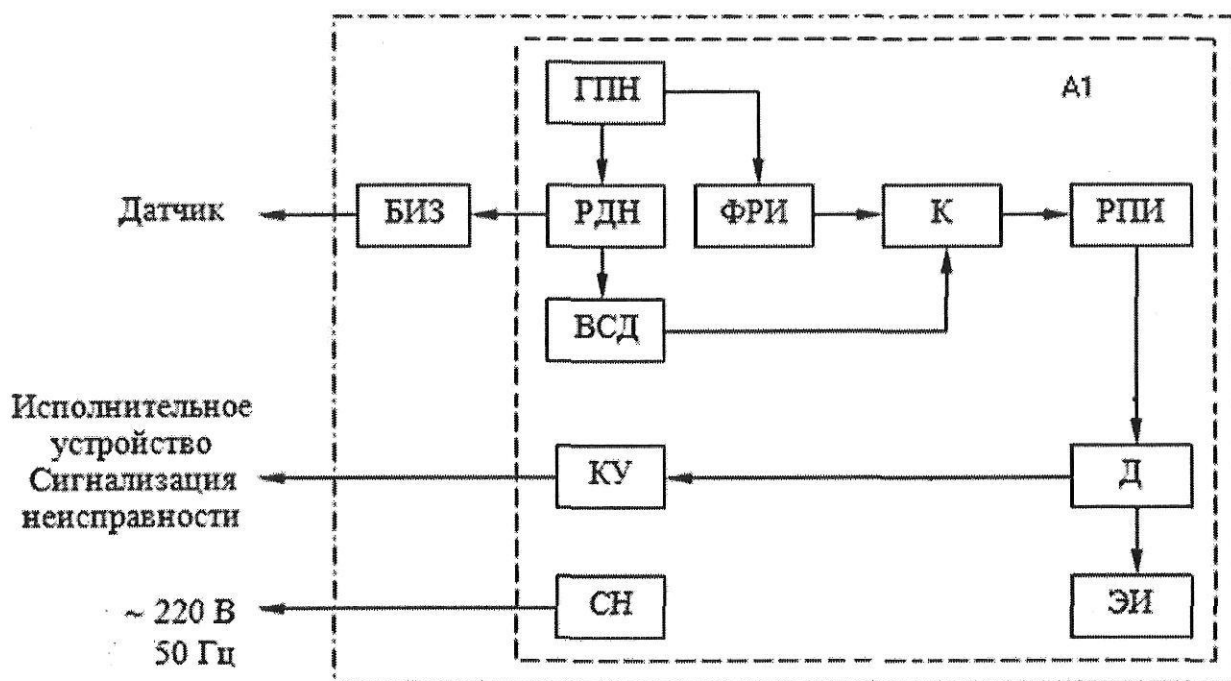 ГПН
А1
Датчик
БИЗ
РДН
ФРИ
К
РПИ
ВСД
Исполнительное
устройство
Сигнализация
неисправности
КУ
Д
~ 220 В
50 Гц
СН
ЭИ